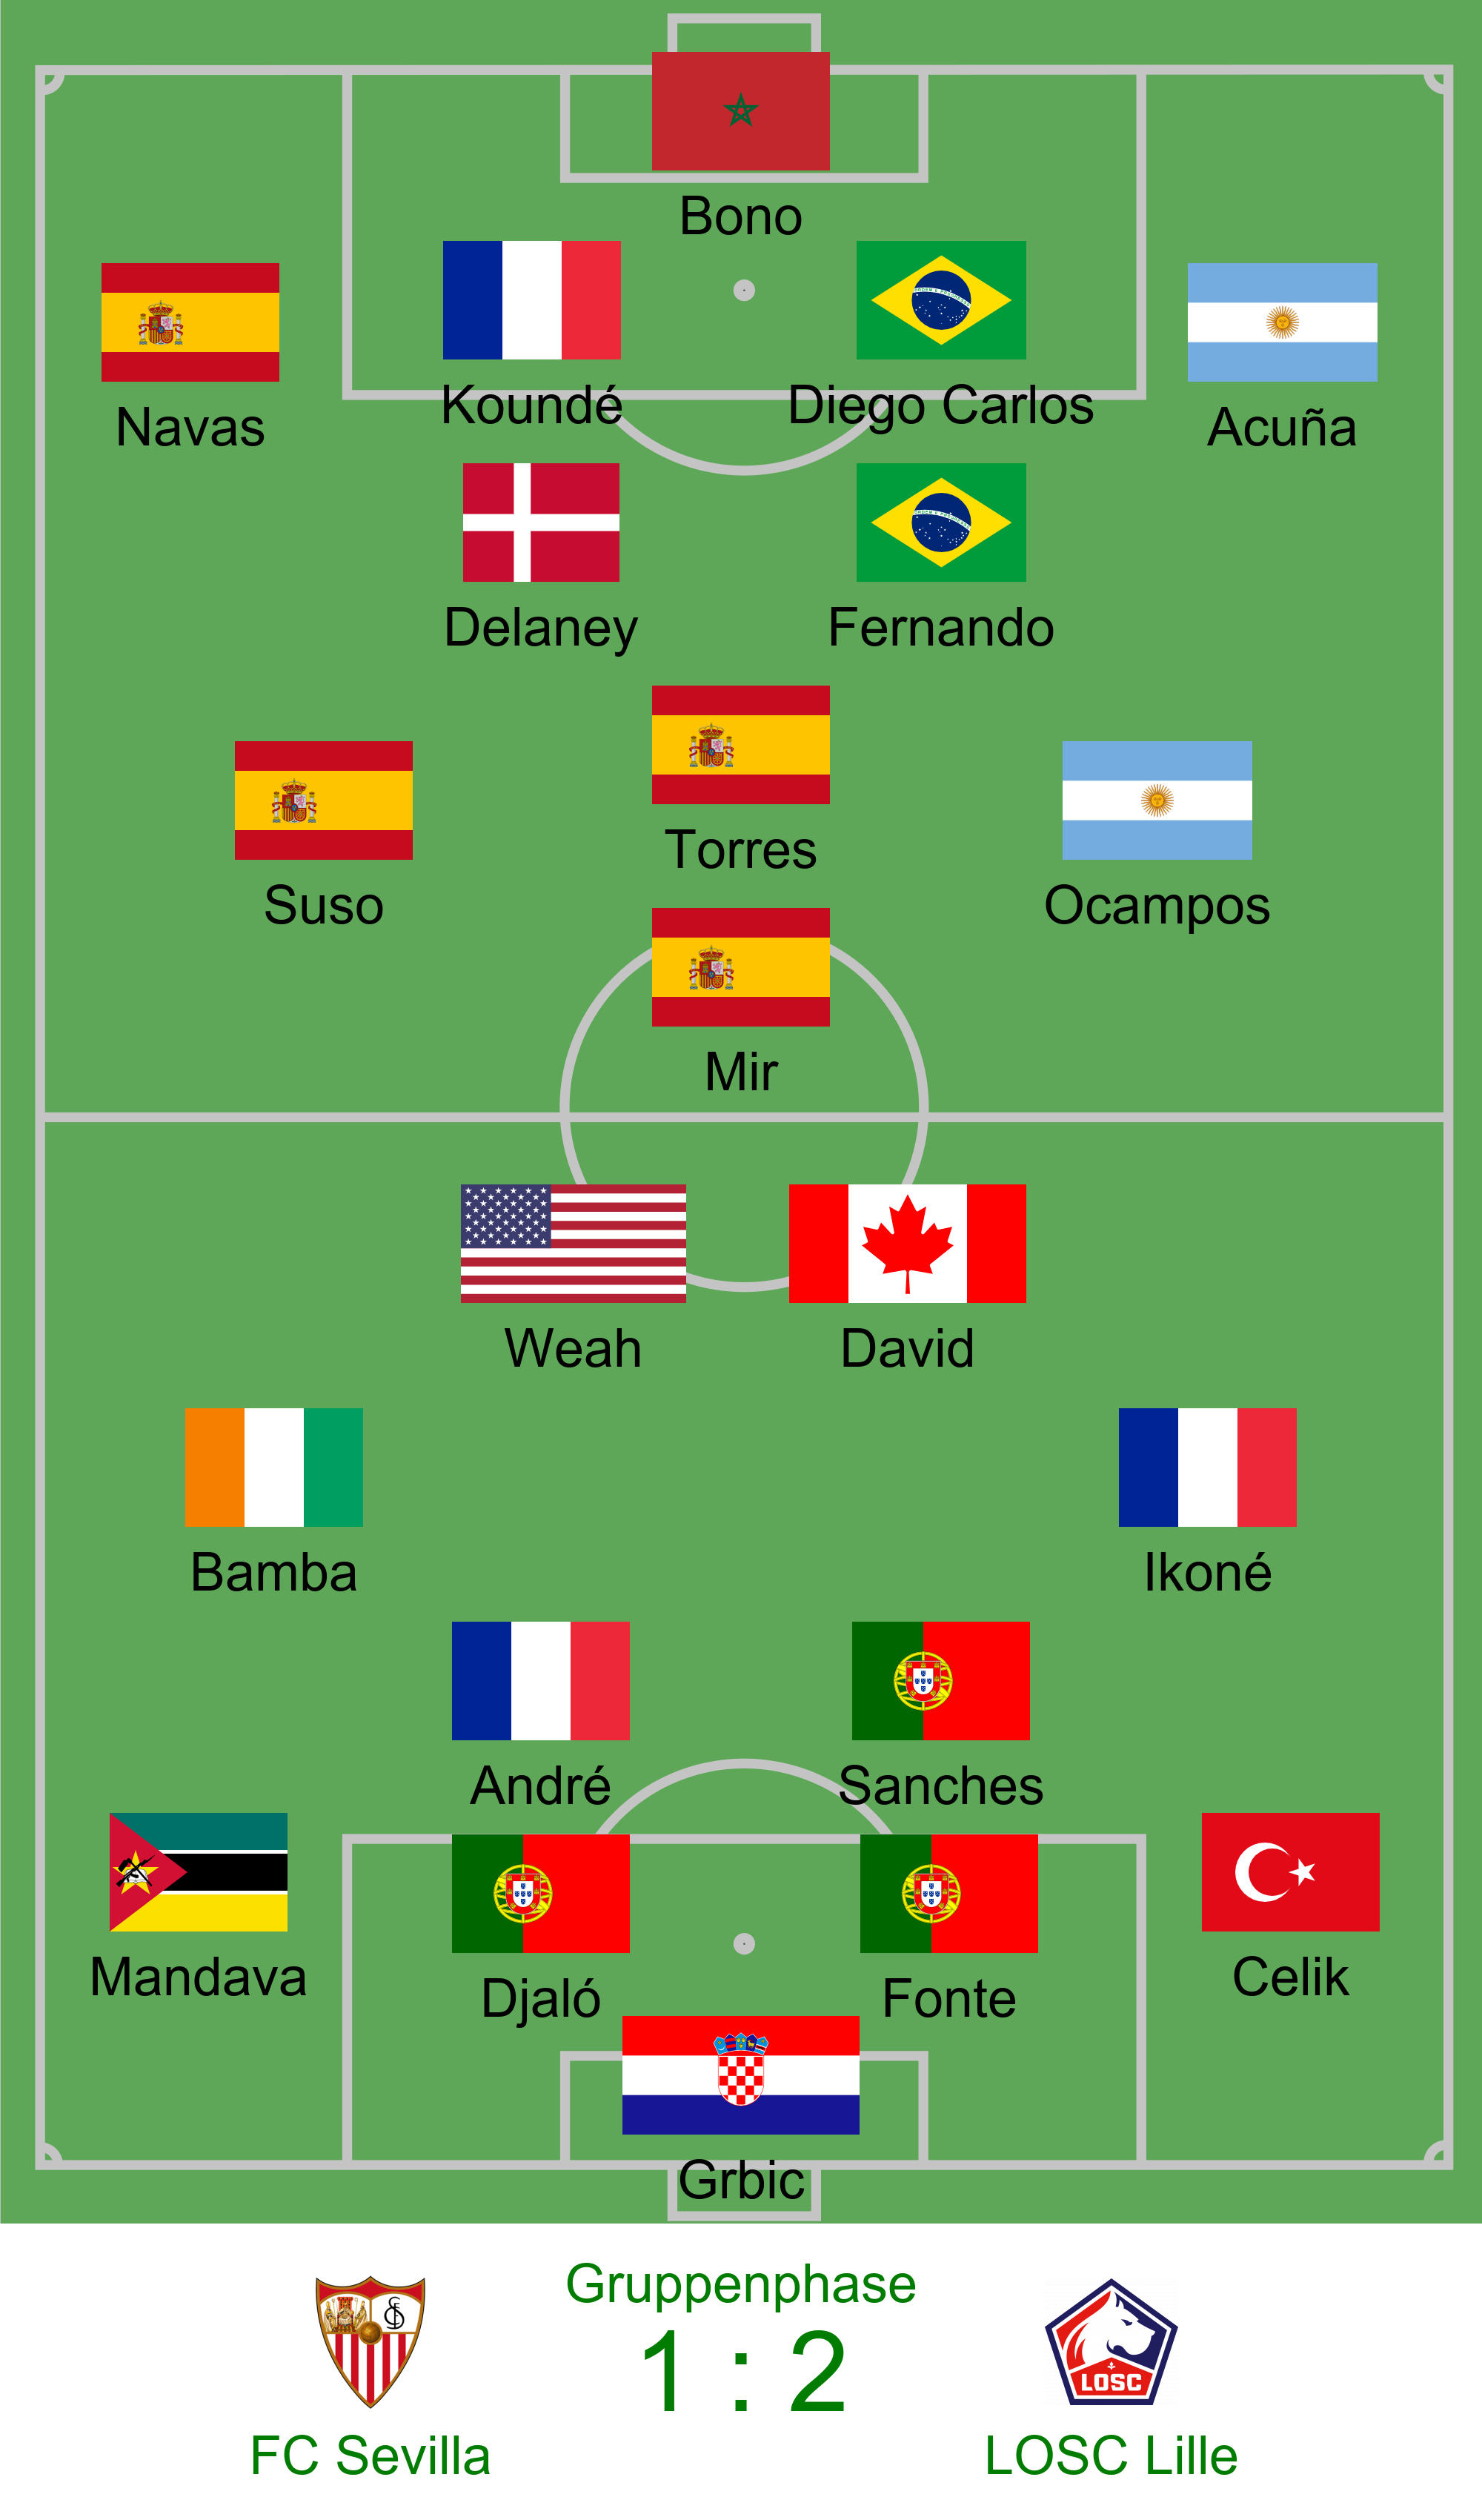 Bono
Navas
Koundé
Diego Carlos
Acuña
Delaney
Fernando
Suso
Torres
Ocampos
Mir
Weah
David
Bamba
Ikoné
André
Sanches
Mandava
Djaló
Fonte
Celik
Grbic
Gruppenphase
1 : 2
LOSC
FC Sevilla
LOSC Lille